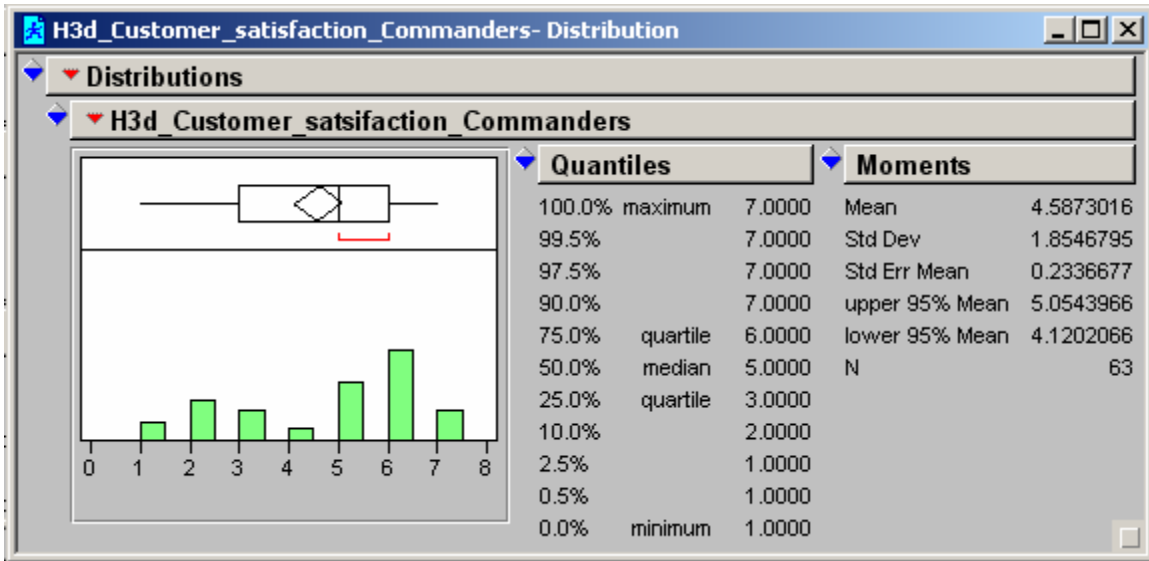 H3d_Customer_satisfaction_Commanders- Distribution
Distributions
H3d_Customer_satsifaction_Commanders
0 1 2 3 4 5 6 7 8
Quantiles
100.0% maximum 7.0000
99.5% 7.0000
97.5% 7.0000
90.0% 7.0000
75.0% quartile 6.0000
50.0% median 5.0000
25.0% quartile 3.0000
10.0% 2.0000
2.5% 1.0000
0.5% 1.0000
0.0% minimum 1.0000
Moments
Mean 4.5873016
Std Dev 1.8546795
Std Err Mean 0.2336677
upper 95% Mean 5.0543966
lower 95% Mean 4.1202066
N 63